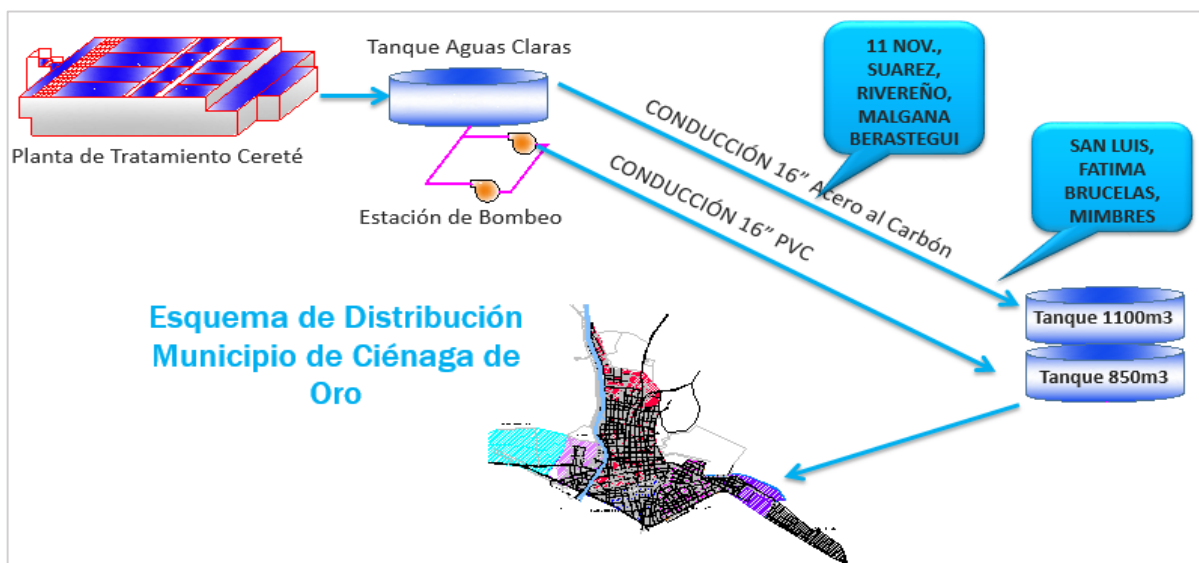 Tanque Aguas Claras
Planta de Tratamiento Cereté
Estación de Bombeo
CONDUCCIÓN 16” Acero al Carbón
CONDUCCIÓN 16” PVC
11 NOV.,
SUAREZ,
RIVEREÑO,
MALGANA
BERASTEGUI
SAN LUIS,
FATIMA
BRUCELAS,
MIMBRES
Tanque 1100m3
Tanque 850m3
Esquema de Distribución
Municipio de Ciénaga de
Oro